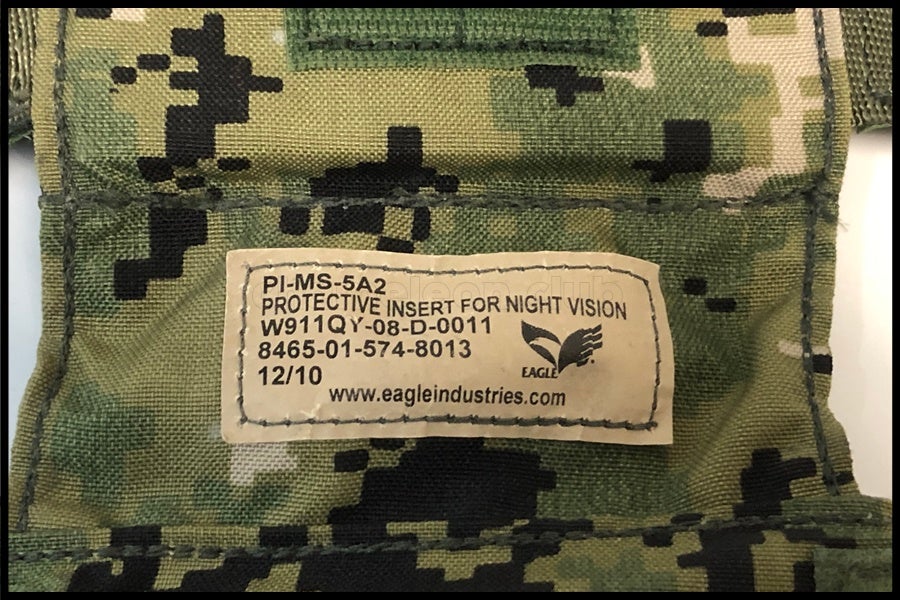 PI-MS-5A2
PROTECTIVE INSERT FOR NIGHT VISION
W911QY-08-D-0011
8465-01-574-8013
12/10
EAGLE
www.eagleindustries.com